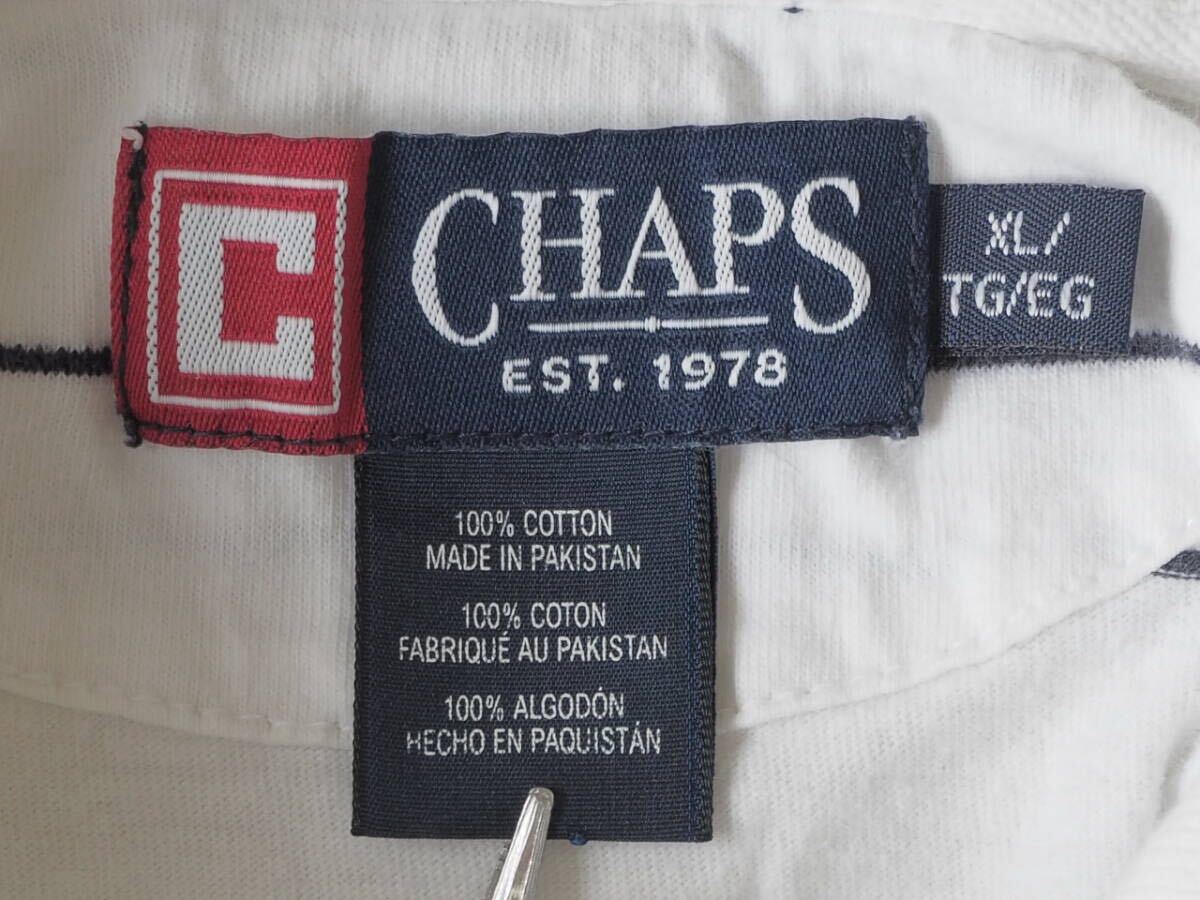 C
CHAPS
EST. 1978
XL/
TG/EG
100% COTTON
MADE IN PAKISTAN
100% COTON
FABRIQUÉ AU PAKISTAN
100% ALGODÓN
HECHO EN PAQUISTÁN